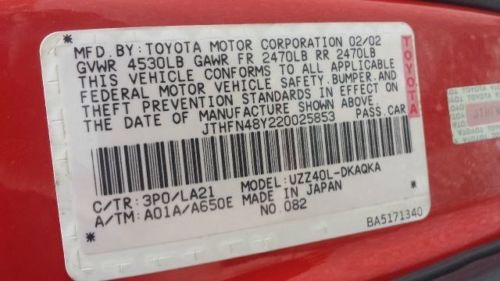 MFD. BY: TOYOTA MOTOR CORPORATION 02/02
GVWR 4530LB GAWR FR 2470LB RR 2470LB
THIS VEHICLE CONFORMS TO ALL APPLICABLE
FEDERAL MOTOR VEHICLE SAFETY, BUMPER, AND
THEFT PREVENTION STANDARDS IN EFFECT ON
THE DATE OF MANUFACTURE SHOWN ABOVE.
JTHFN48Y220025853 PASS. CAR
TOYOTA
C/TR: 3P0/LA21 MODEL: UZZ40L-DKAQKA
A/TM: A01A/A650E MADE IN JAPAN
NO. 082
BA5171340